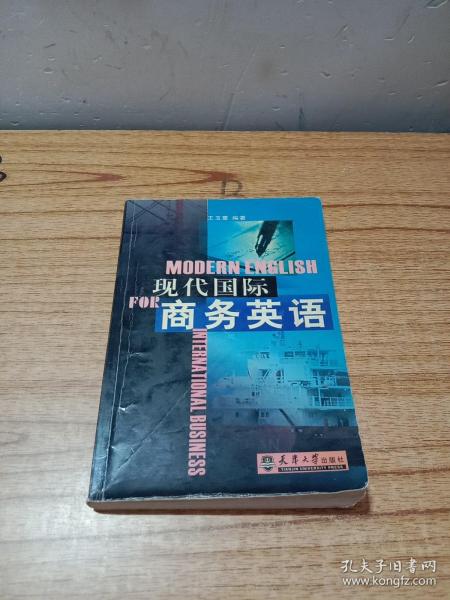 王玉章 编著
MODERN ENGLISH
现代国际
FOR
商务英语
INTERNATIONAL BUSINESS
天津大学出版社
TIANJIN UNIVERSITY PRESS
孔夫子旧书网
www.kongfz.com